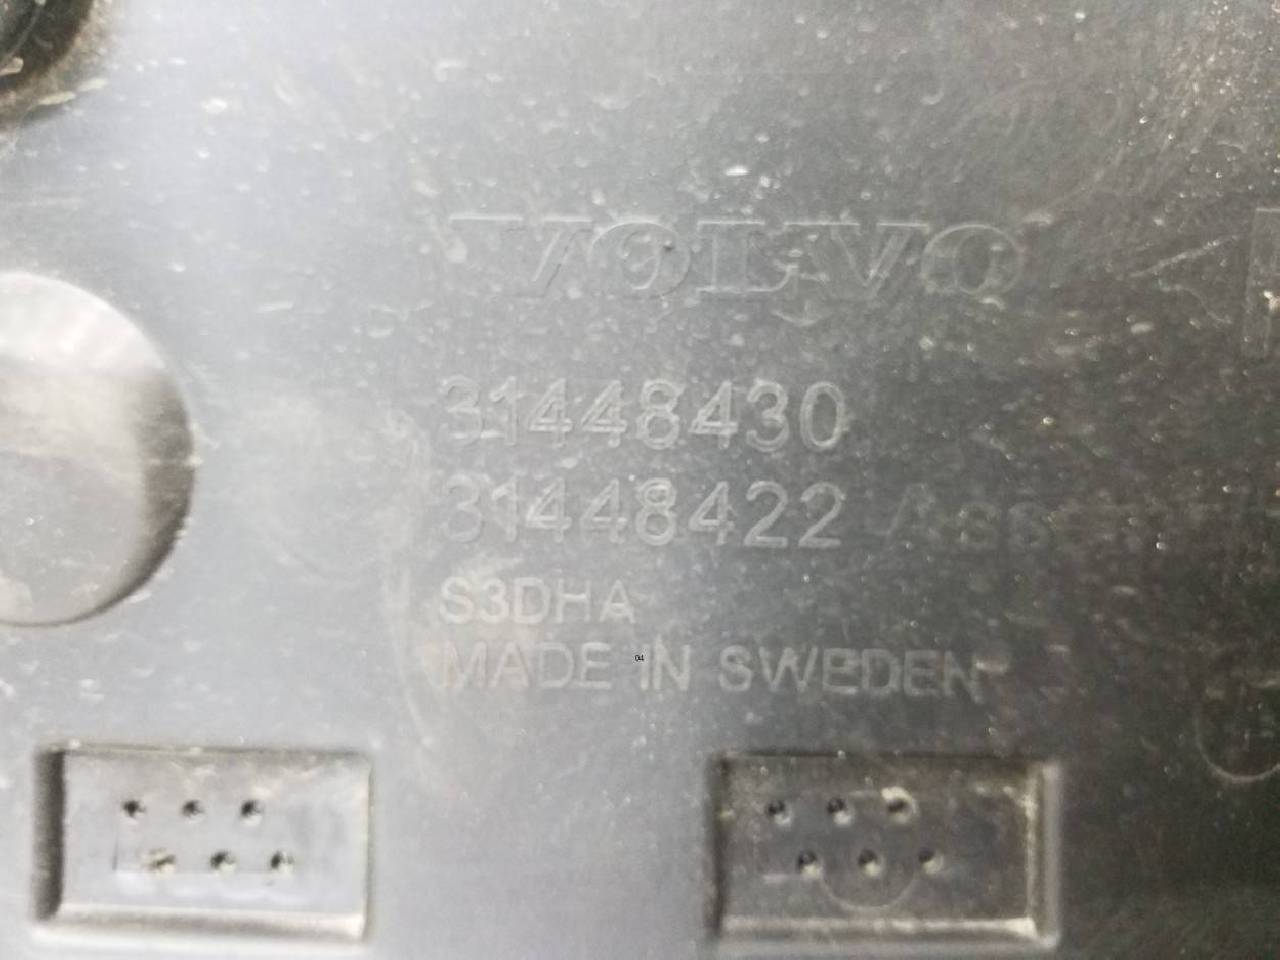 VOLVO
31448430
31448422
S3DHA
MADE IN SWEDEN